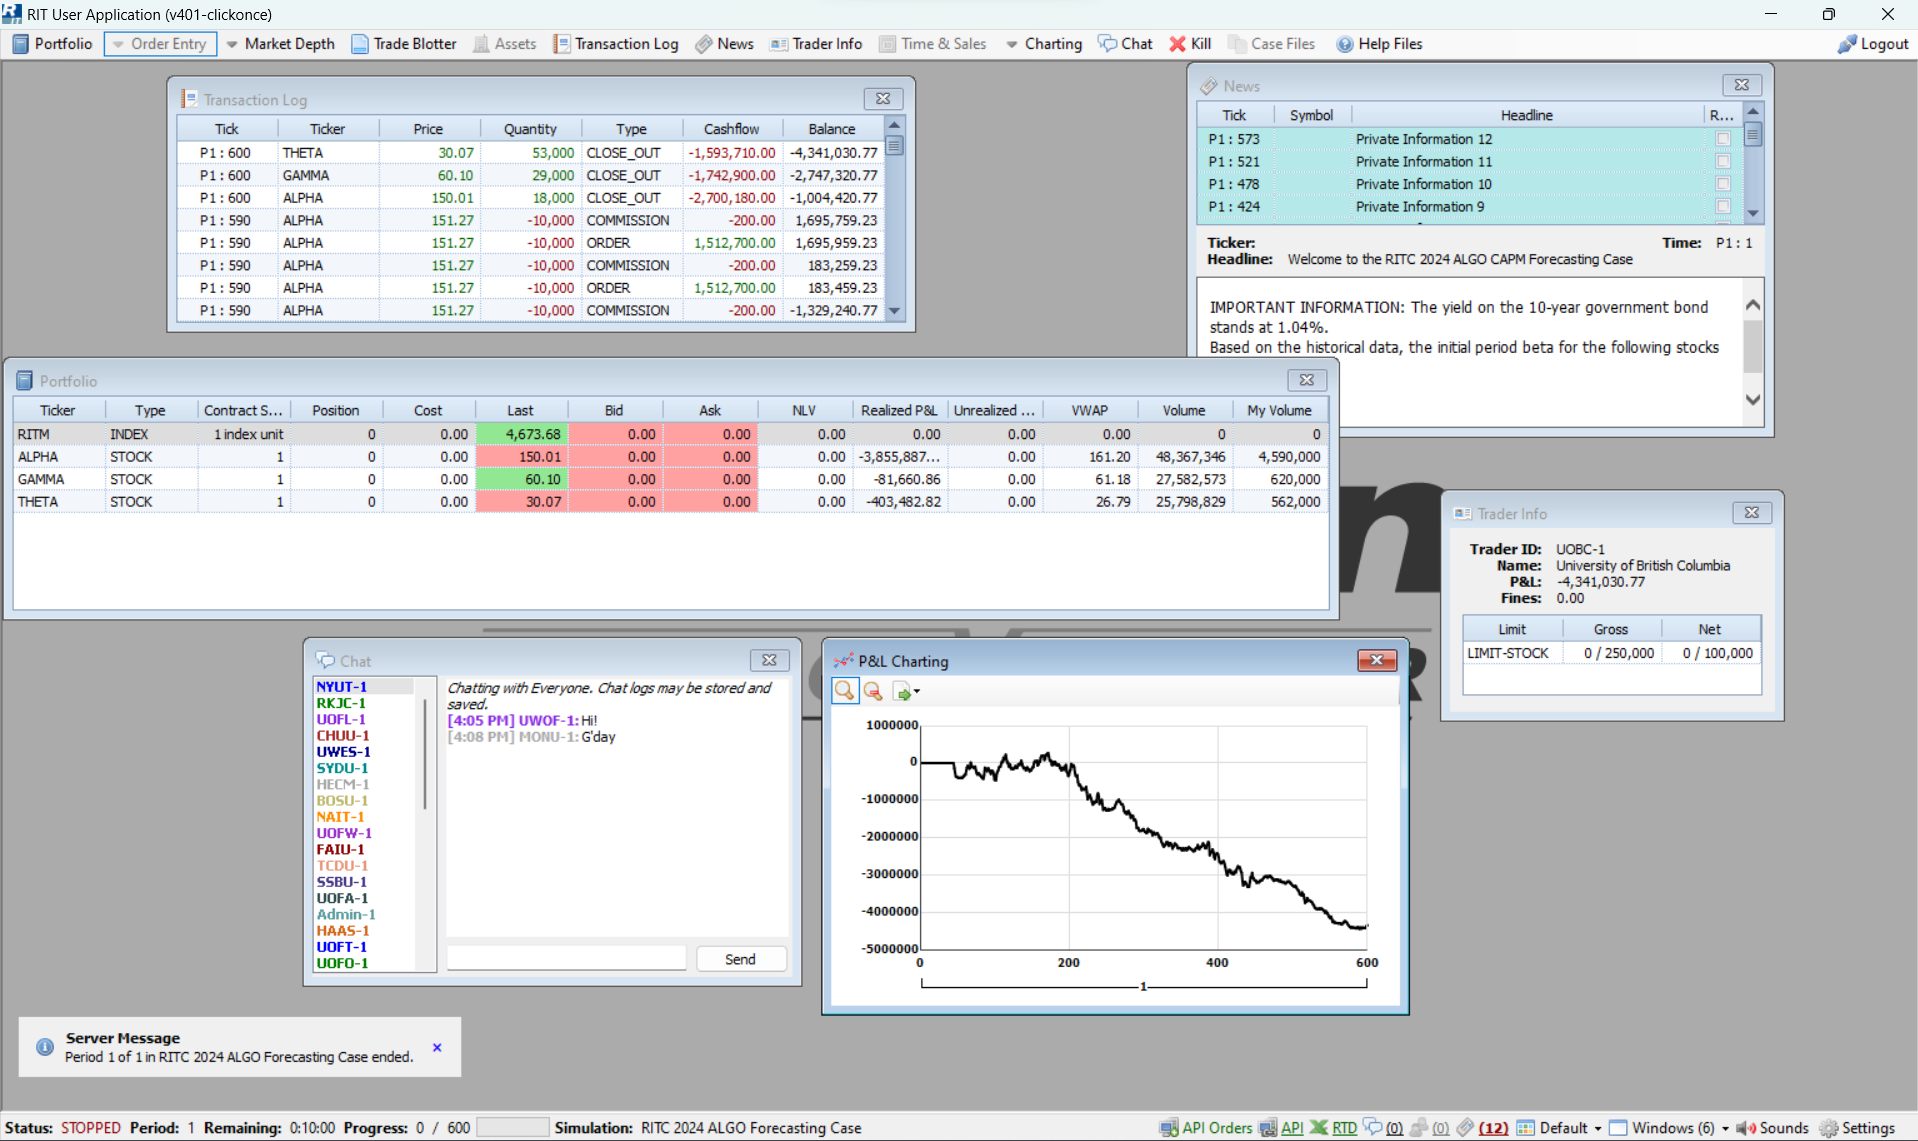 RIT User Application (v401-clickonce)
Portfolio Order Entry Market Depth Trade Blotter Assets Transaction Log News Trader Info Time & Sales Charting Chat Kill Case Files Help Files Logout
Transaction Log
Tick Ticker Price Quantity Type Cashflow Balance
P1 : 600 THETA 30.07 53,000 CLOSE_OUT -1,593,710.00 -4,341,030.77
P1 : 600 GAMMA 60.10 29,000 CLOSE_OUT -1,742,900.00 -2,747,320.77
P1 : 600 ALPHA 150.01 18,000 CLOSE_OUT -2,700,180.00 -1,004,420.77
P1 : 590 ALPHA 151.27 -10,000 COMMISSION -200.00 1,695,759.23
P1 : 590 ALPHA 151.27 -10,000 ORDER 1,512,700.00 1,695,959.23
P1 : 590 ALPHA 151.27 -10,000 COMMISSION -200.00 183,259.23
P1 : 590 ALPHA 151.27 -10,000 ORDER 1,512,700.00 183,459.23
P1 : 590 ALPHA 151.27 -10,000 COMMISSION -200.00 -1,329,240.77
News
Tick Symbol Headline R...
P1 : 573 Private Information 12
P1 : 521 Private Information 11
P1 : 478 Private Information 10
P1 : 424 Private Information 9
Ticker: Time: P1 : 1
Headline: Welcome to the RITC 2024 ALGO CAPM Forecasting Case
IMPORTANT INFORMATION: The yield on the 10-year government bond
stands at 1.04%.
Based on the historical data, the initial period beta for the following stocks
Portfolio
Ticker Type Contract S... Position Cost Last Bid Ask NLV Realized P&L Unrealized ... VWAP Volume My Volume
RITM INDEX 1 index unit 0 0.00 4,673.68 0.00 0.00 0.00 0.00 0.00 0.00 0 0
ALPHA STOCK 1 0 0.00 150.01 0.00 0.00 0.00 -3,855,887... 0.00 161.20 48,367,346 4,590,000
GAMMA STOCK 1 0 0.00 60.10 0.00 0.00 0.00 -81,660.86 0.00 61.18 27,582,573 620,000
THETA STOCK 1 0 0.00 30.07 0.00 0.00 0.00 -403,482.82 0.00 26.79 25,798,829 562,000
Trader Info
Trader ID: UOBC-1
Name: University of British Columbia
P&L: -4,341,030.77
Fines: 0.00
Limit Gross Net
LIMIT-STOCK 0 / 250,000 0 / 100,000
Chat
NYUT-1
RKJC-1
UOFL-1
CHUU-1
UWES-1
SYDU-1
HECM-1
BOSU-1
NAIT-1
UOFW-1
FAIU-1
TCDU-1
SSBU-1
UOFA-1
Admin-1
HAAS-1
UOFT-1
UOFO-1
Chatting with Everyone. Chat logs may be stored and
saved.
[4:05 PM] UWOF-1: Hi!
[4:08 PM] MONU-1: G'day
Send
P&L Charting
1000000
0
-1000000
-2000000
-3000000
-4000000
-5000000
0 200 400 600
1
Server Message
Period 1 of 1 in RITC 2024 ALGO Forecasting Case ended.
Status: STOPPED Period: 1 Remaining: 0:10:00 Progress: 0 / 600 Simulation: RITC 2024 ALGO Forecasting Case API Orders API RTD (0) (0) (12) Default Windows (6) Sounds Settings